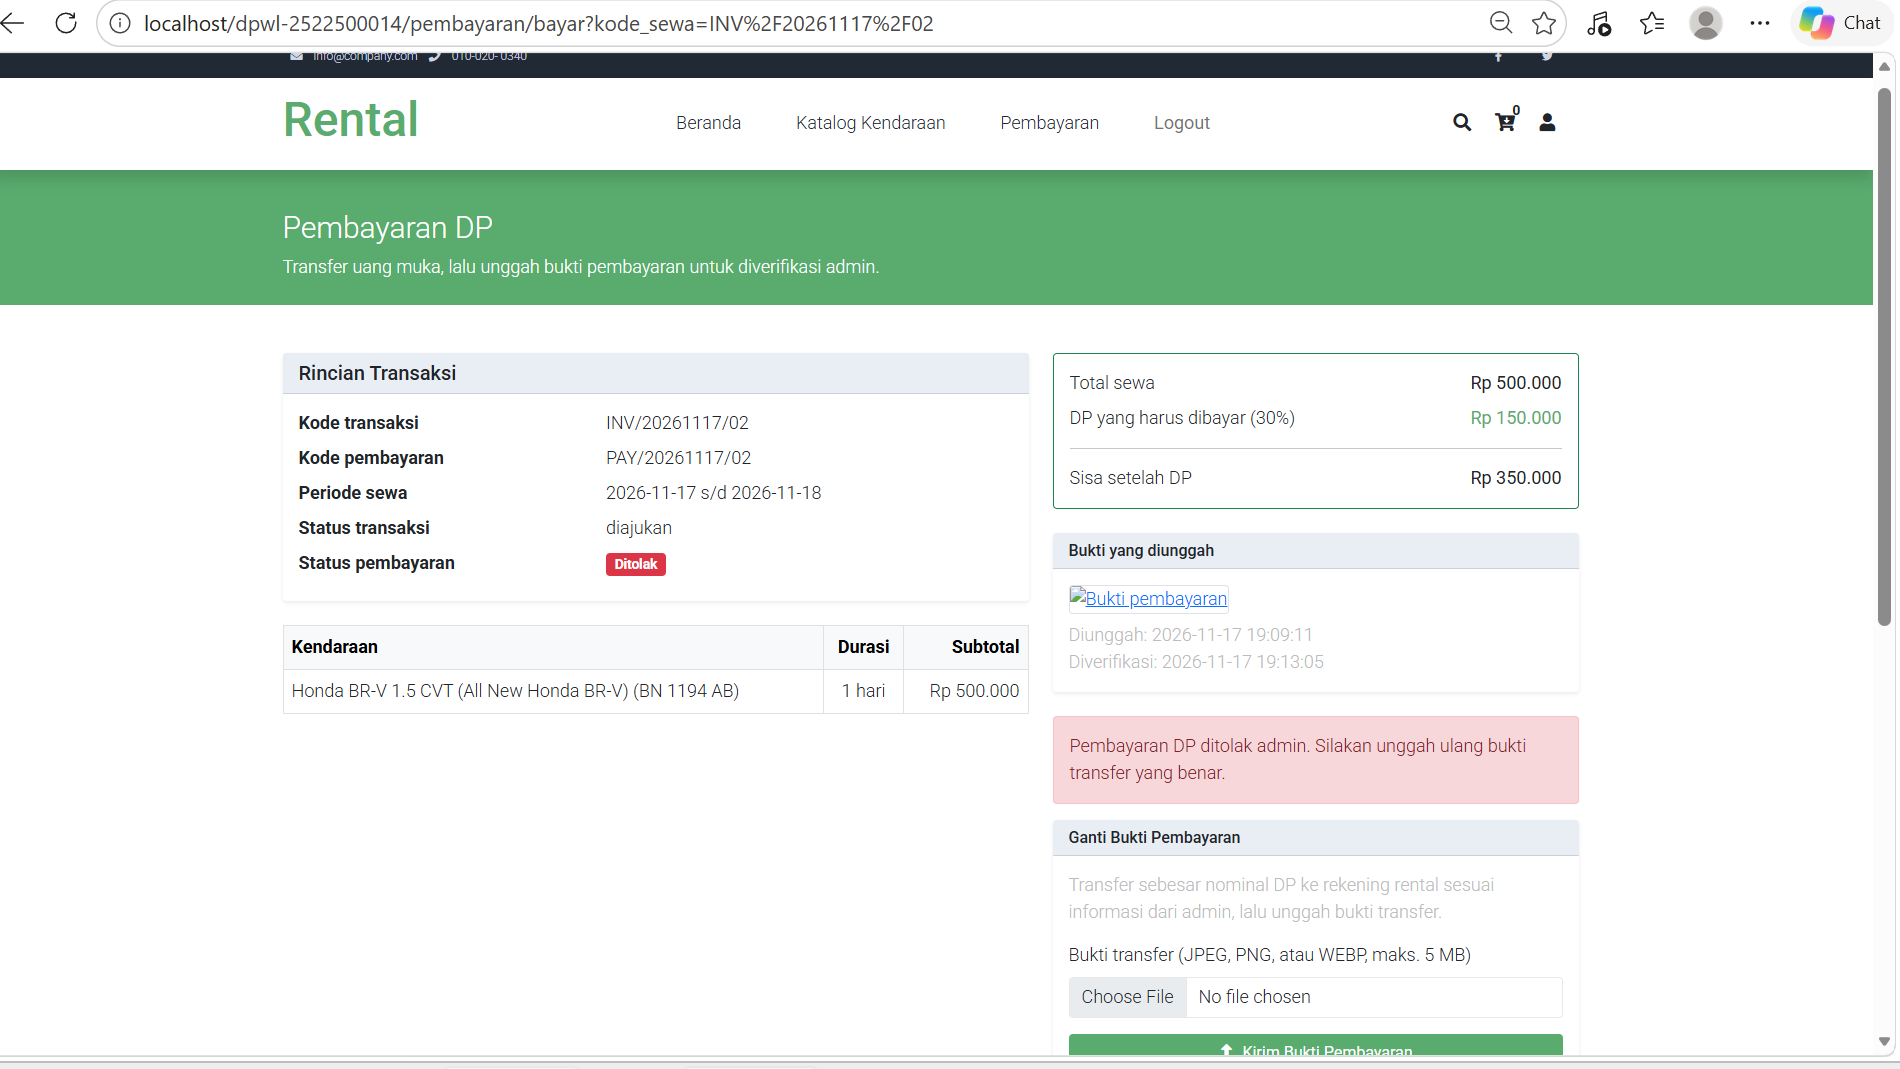 localhost/dpwl-2522500014/pembayaran/bayar?kode_sewa=INV%2F20261117%2F02
Chat
info@company.com 010-020-0340
Rental
Beranda
Katalog Kendaraan
Pembayaran
Logout
0
Pembayaran DP
Transfer uang muka, lalu unggah bukti pembayaran untuk diverifikasi admin.
Rincian Transaksi
Kode transaksi INV/20261117/02
Kode pembayaran PAY/20261117/02
Periode sewa 2026-11-17 s/d 2026-11-18
Status transaksi diajukan
Status pembayaran Ditolak
Kendaraan Durasi Subtotal
Honda BR-V 1.5 CVT (All New Honda BR-V) (BN 1194 AB) 1 hari Rp 500.000
Total sewa Rp 500.000
DP yang harus dibayar (30%) Rp 150.000
Sisa setelah DP Rp 350.000
Bukti yang diunggah
Bukti pembayaran
Diunggah: 2026-11-17 19:09:11
Diverifikasi: 2026-11-17 19:13:05
Pembayaran DP ditolak admin. Silakan unggah ulang bukti
transfer yang benar.
Ganti Bukti Pembayaran
Transfer sebesar nominal DP ke rekening rental sesuai
informasi dari admin, lalu unggah bukti transfer.
Bukti transfer (JPEG, PNG, atau WEBP, maks. 5 MB)
Choose File No file chosen
Kirim Bukti Pembayaran